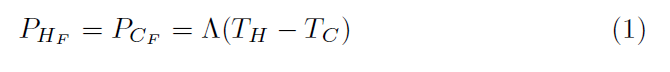 P_{H_F} = P_{C_F} = Λ(T_H − T_C) (1)